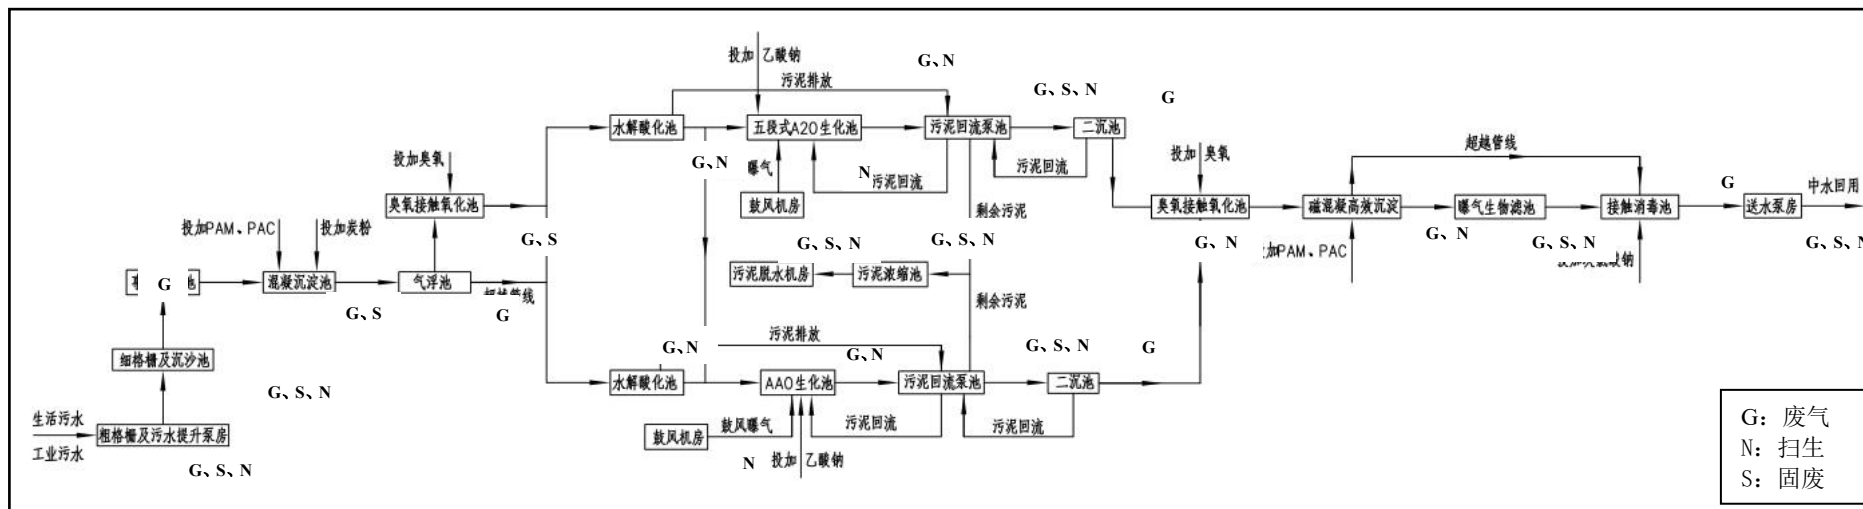 投加 乙酸钠
G、N
污泥排放
G、S、N
G
水解酸化池
五段式A2O生化池
污泥回流泵池
二沉池
超越管线
投加臭氧
G、N
曝气
N
污泥回流
污泥回流
投加 臭氧
臭氧接触氧化池
鼓风机房
剩余污泥
臭氧接触氧化池
磁混凝高效沉淀
曝气生物滤池
接触消毒池
G
送水泵房
中水回用
投加PAM、PAC
投加炭粉
G、S
G、S、N
G、S、N
G、N
G、N
G、S、N
G、S、N
加PAM、PAC
酸钠
污泥脱水机房
污泥浓缩池
G
池
混凝沉淀池
气浮池
管线
剩余污泥
G、S
G
细格栅及沉沙池
G、N
污泥排放
G、N
G、S、N
G
水解酸化池
AAO生化池
污泥回流泵池
二沉池
G、S、N
生活污水
工业污水
粗格栅及污水提升泵房
鼓风机房
鼓风曝气
污泥回流
污泥回流
G、S、N
N
投加 乙酸钠
G：废气
N：扫生
S：固废